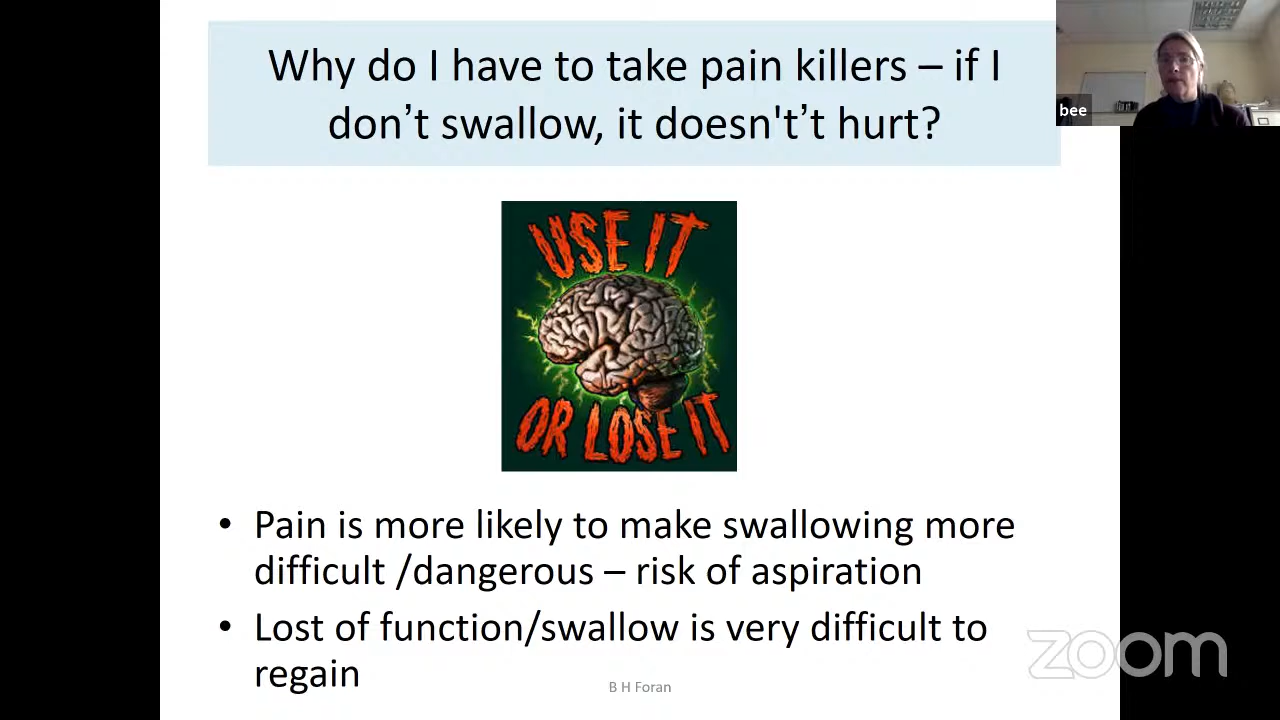 Why do I have to take pain killers – if I
don’t swallow, it doesn't’t hurt?
bee
USE IT
OR LOSE IT
• Pain is more likely to make swallowing more
difficult /dangerous – risk of aspiration
• Lost of function/swallow is very difficult to
regain
B H Foran
zoom